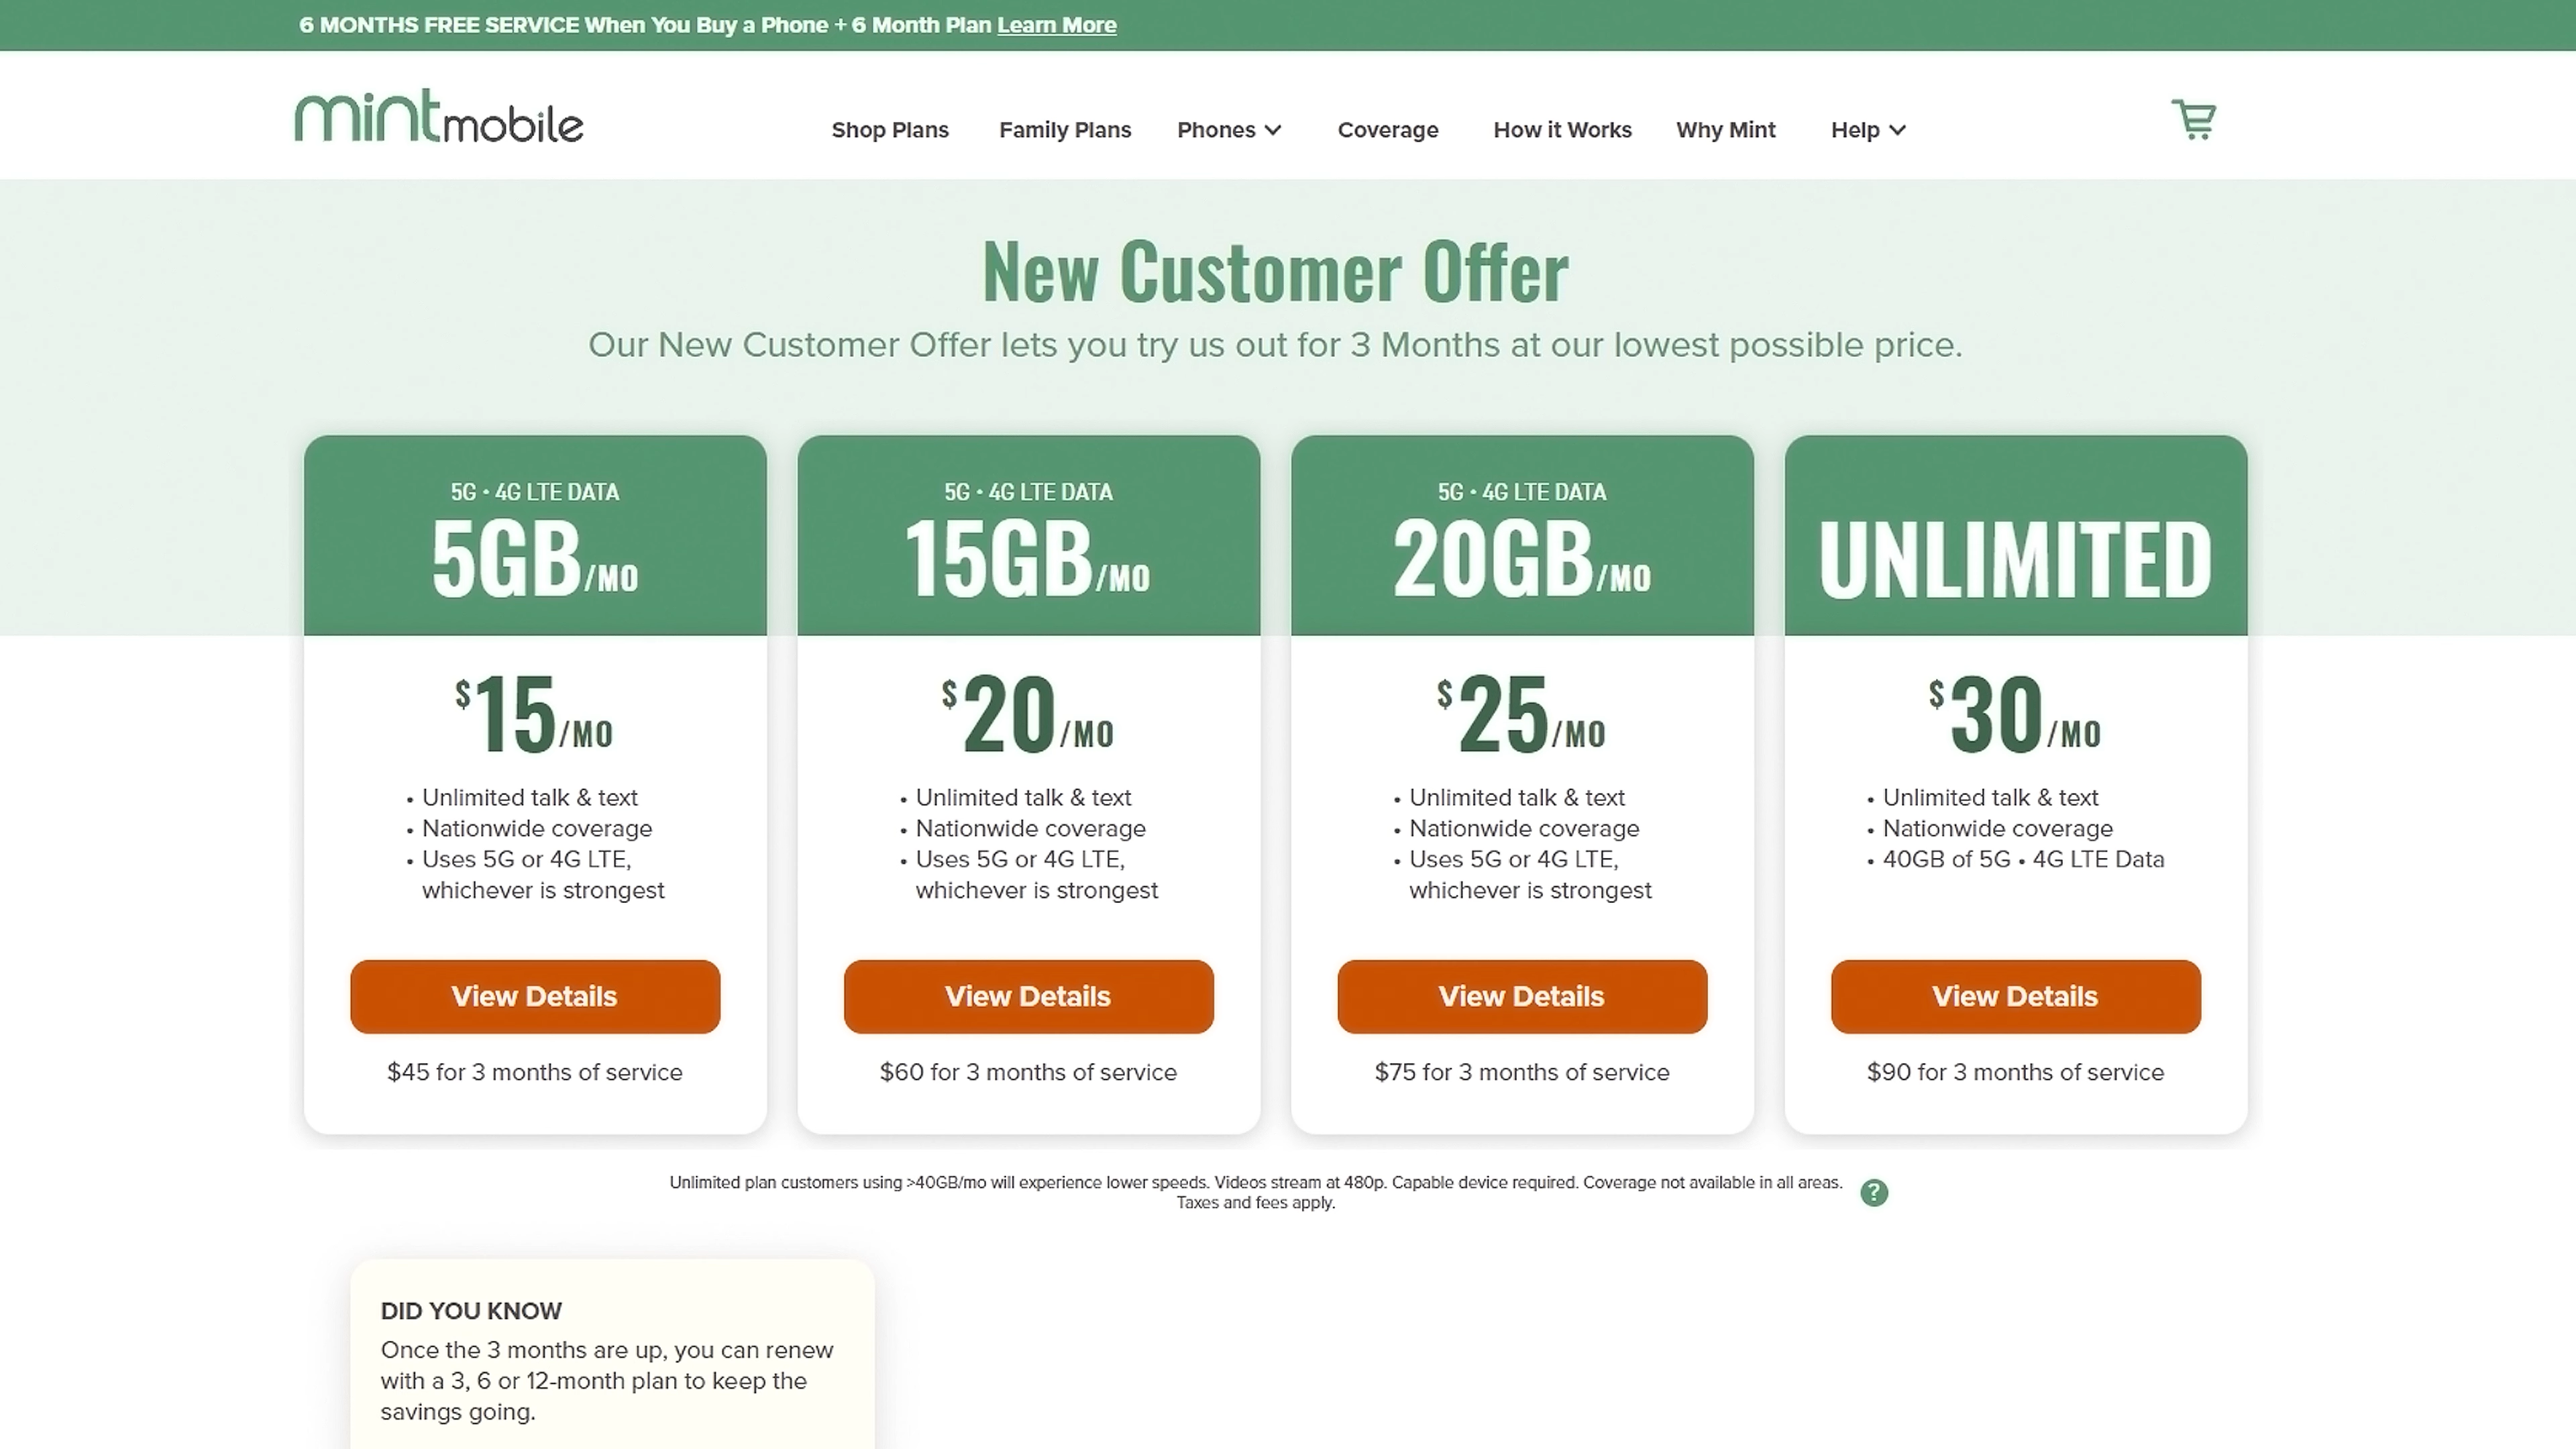 6 MONTHS FREE SERVICE When You Buy a Phone + 6 Month Plan Learn More
mintmobile
Shop Plans
Family Plans
Phones
Coverage
How it Works
Why Mint
Help
New Customer Offer
Our New Customer Offer lets you try us out for 3 Months at our lowest possible price.
5G • 4G LTE DATA
5GB/MO
$15/MO
• Unlimited talk & text
• Nationwide coverage
• Uses 5G or 4G LTE,
whichever is strongest
View Details
$45 for 3 months of service
5G • 4G LTE DATA
15GB/MO
$20/MO
• Unlimited talk & text
• Nationwide coverage
• Uses 5G or 4G LTE,
whichever is strongest
View Details
$60 for 3 months of service
5G • 4G LTE DATA
20GB/MO
$25/MO
• Unlimited talk & text
• Nationwide coverage
• Uses 5G or 4G LTE,
whichever is strongest
View Details
$75 for 3 months of service
UNLIMITED
$30/MO
• Unlimited talk & text
• Nationwide coverage
• 40GB of 5G • 4G LTE Data
View Details
$90 for 3 months of service
Unlimited plan customers using >40GB/mo will experience lower speeds. Videos stream at 480p. Capable device required. Coverage not available in all areas.
Taxes and fees apply.
?
DID YOU KNOW
Once the 3 months are up, you can renew
with a 3, 6 or 12-month plan to keep the
savings going.